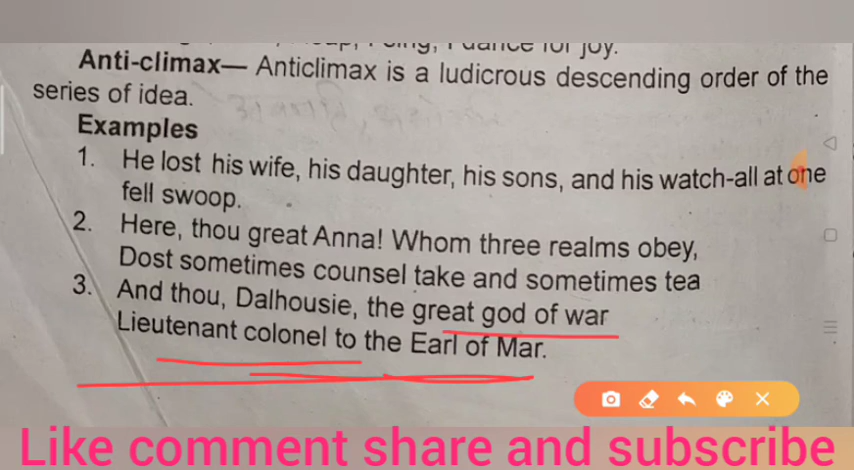 dance for joy.
Anti-climax— Anticlimax is a ludicrous descending order of the
series of idea.
Examples
1. He lost his wife, his daughter, his sons, and his watch-all at one
fell swoop.
2. Here, thou great Anna! Whom three realms obey,
Dost sometimes counsel take and sometimes tea
3. And thou, Dalhousie, the great god of war
Lieutenant colonel to the Earl of Mar.
Like comment share and subscribe